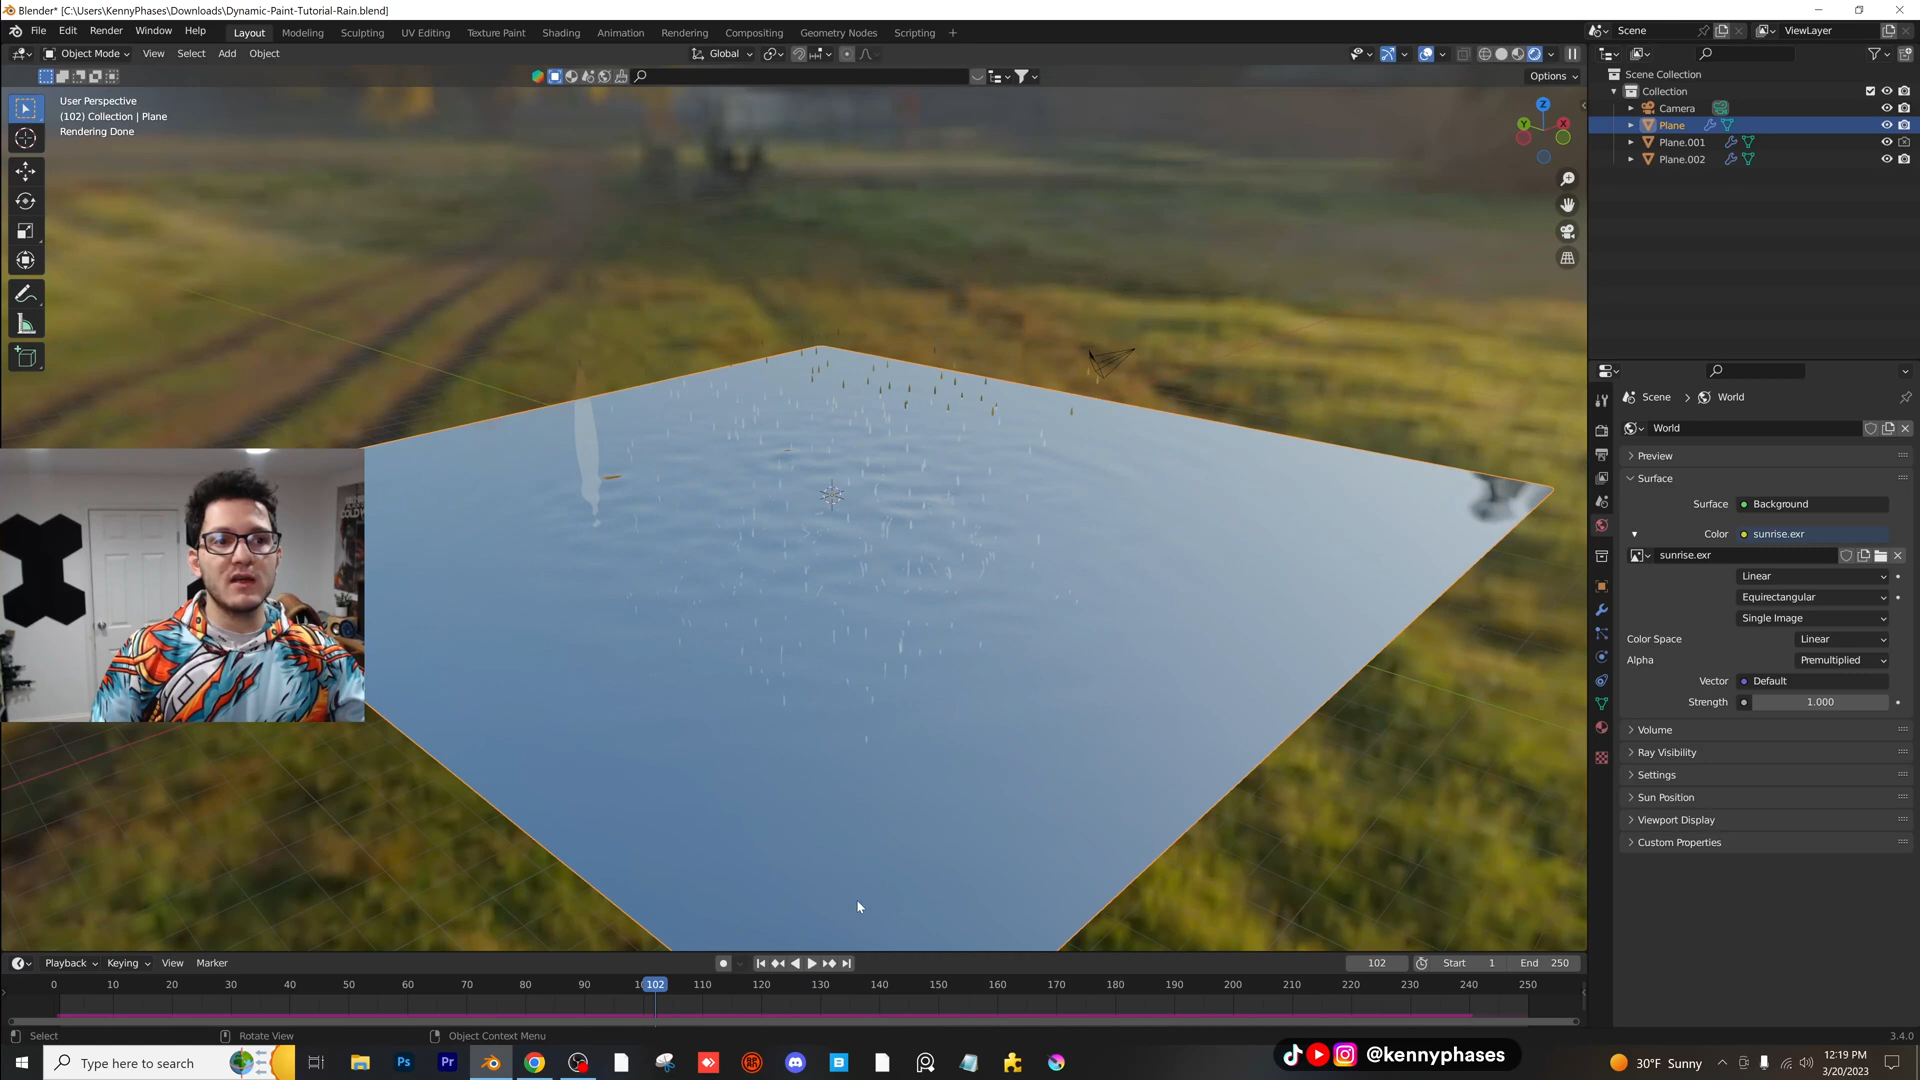 Blender* [C:\Users\KennyPhases\Downloads\Dynamic-Paint-Tutorial-Rain.blend]
File Edit Render Window Help Layout Modeling Sculpting UV Editing Texture Paint Shading Animation Rendering Compositing Geometry Nodes Scripting +
Scene ViewLayer
Object Mode View Select Add Object Global
Options
User Perspective
(102) Collection | Plane
Rendering Done
Z
Y X
Scene Collection
Collection
Camera
Plane
Plane.001
Plane.002
Scene > World
World
Preview
Surface
Surface Background
Color sunrise.exr
sunrise.exr
Linear
Equirectangular
Single Image
Color Space Linear
Alpha Premultiplied
Vector Default
Strength 1.000
Volume
Ray Visibility
Settings
Sun Position
Viewport Display
Custom Properties
Playback Keying View Marker 102 Start 1 End 250
0 10 20 30 40 50 60 70 80 90 102 110 120 130 140 150 160 170 180 190 200 210 220 230 240 250
Select Rotate View Object Context Menu 3.4.0
Type here to search
Ps Pr
@kennyphases
30°F Sunny
12:19 PM
3/20/2023